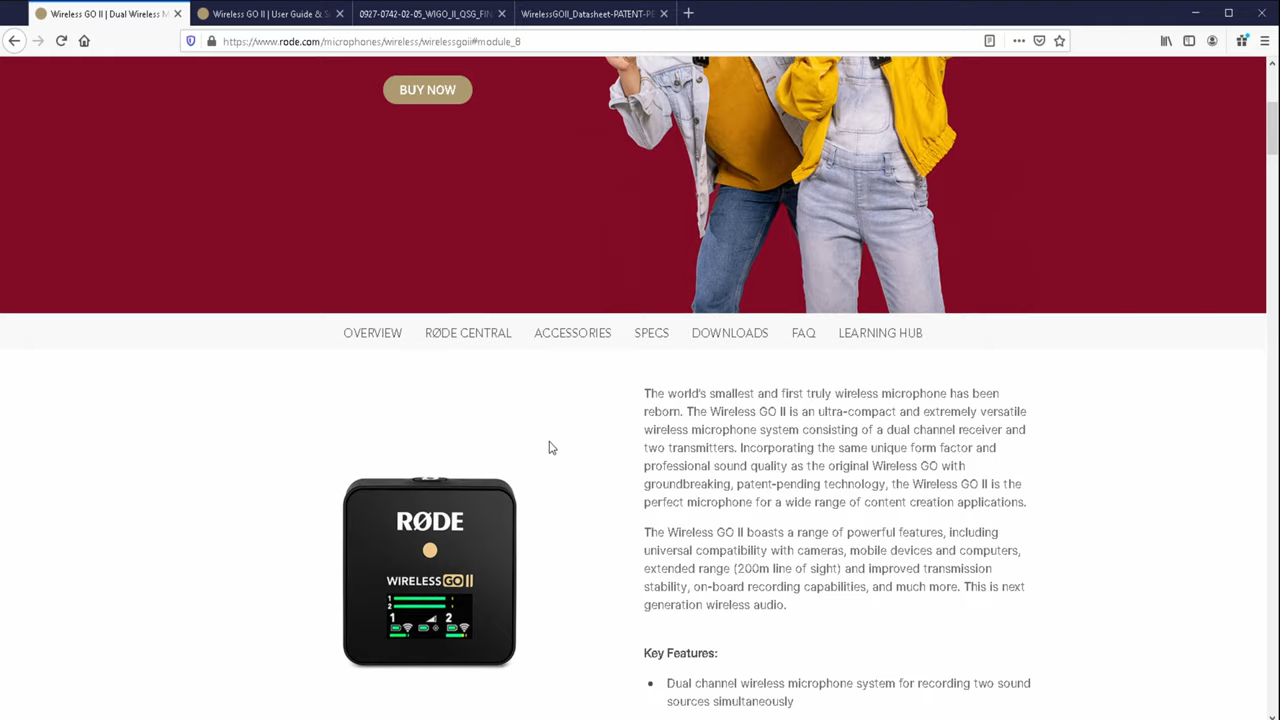 Wireless GO II | Dual Wireless M
Wireless GO II | User Guide & S
0927-0742-02-05_WIGO_II_QSG_FIN
WirelessGOII_Datasheet-PATENT-PE
https://www.rode.com/microphones/wireless/wirelessgoii#module_8
BUY NOW
OVERVIEW RØDE CENTRAL ACCESSORIES SPECS DOWNLOADS FAQ LEARNING HUB
RØDE
WIRELESS GO II
1
2
1 2
The world's smallest and first truly wireless microphone has been
reborn. The Wireless GO II is an ultra-compact and extremely versatile
wireless microphone system consisting of a dual channel receiver and
two transmitters. Incorporating the same unique form factor and
professional sound quality as the original Wireless GO with
groundbreaking, patent-pending technology, the Wireless GO II is the
perfect microphone for a wide range of content creation applications.
The Wireless GO II boasts a range of powerful features, including
universal compatibility with cameras, mobile devices and computers,
extended range (200m line of sight) and improved transmission
stability, on-board recording capabilities, and much more. This is next
generation wireless audio.
Key Features:
• Dual channel wireless microphone system for recording two sound
sources simultaneously